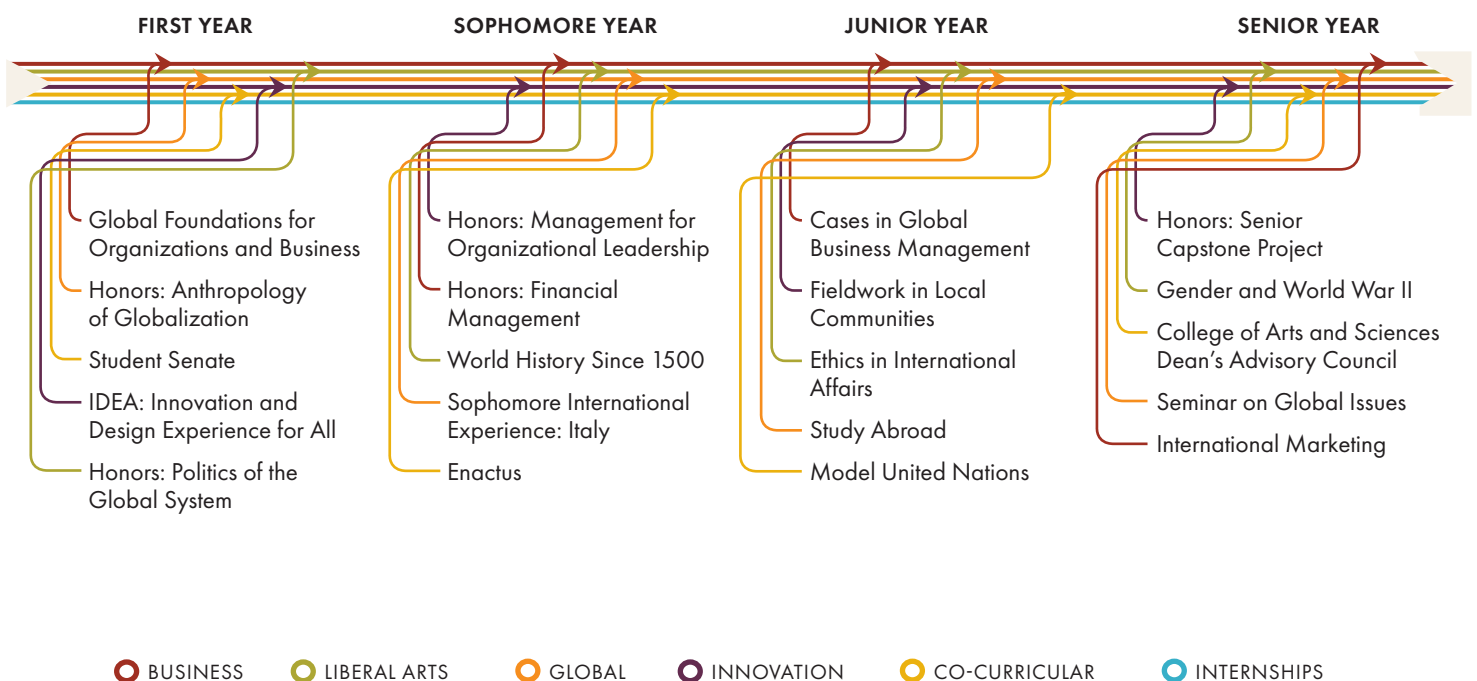 FIRST YEAR
SOPHOMORE YEAR
JUNIOR YEAR
SENIOR YEAR
Global Foundations for
Organizations and Business
Honors: Anthropology
of Globalization
Student Senate
IDEA: Innovation and
Design Experience for All
Honors: Politics of the
Global System
Honors: Management for
Organizational Leadership
Honors: Financial
Management
World History Since 1500
Sophomore International
Experience: Italy
Enactus
Cases in Global
Business Management
Fieldwork in Local
Communities
Ethics in International
Affairs
Study Abroad
Model United Nations
Honors: Senior
Capstone Project
Gender and World War II
College of Arts and Sciences
Dean’s Advisory Council
Seminar on Global Issues
International Marketing
BUSINESS
LIBERAL ARTS
GLOBAL
INNOVATION
CO-CURRICULAR
INTERNSHIPS